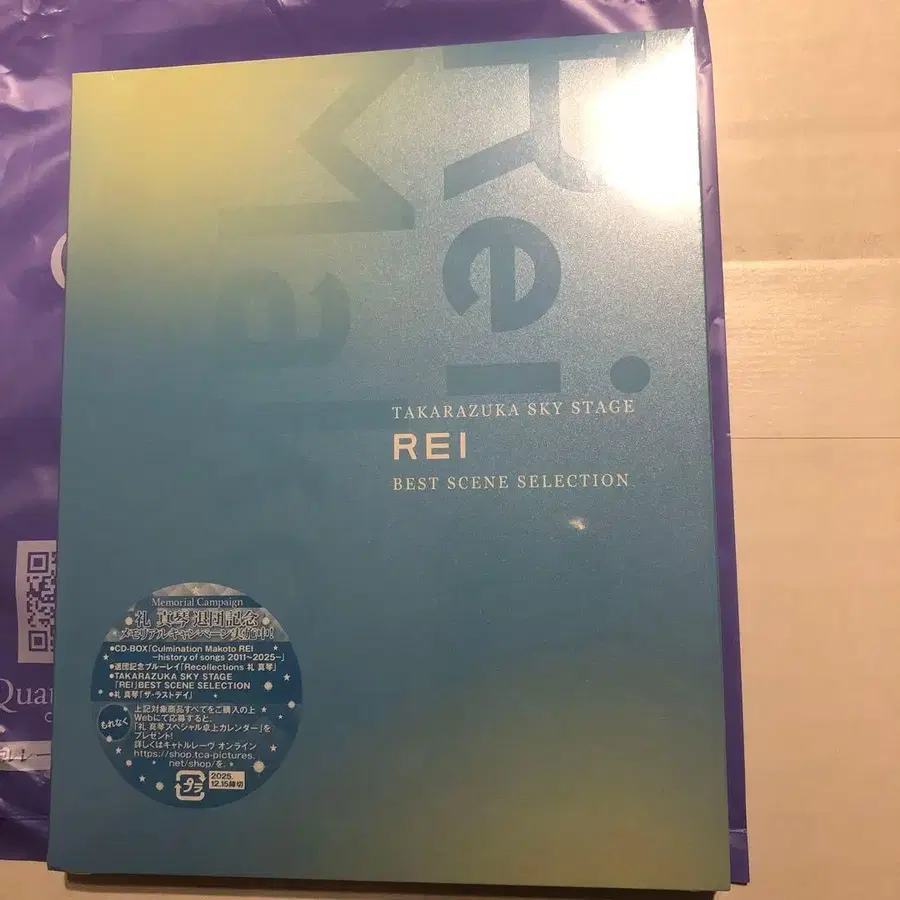 Rei
Ma
TAKARAZUKA SKY STAGE
REI
BEST SCENE SELECTION
Memorial Campaign
礼 真琴 退団記念
メモリアルキャンペーン実施中!
●CD-BOX「Culmination Makoto REI
−history of songs 2011~2025−」
●退団記念ブルーレイ「Recollections 礼 真琴」
●TAKARAZUKA SKY STAGE
「REI」BEST SCENE SELECTION
●礼 真琴「ザ・ラストデイ」
もれなく
上記対象商品すべてをご購入の上
Webにて応募すると、
「礼 真琴スペシャル卓上カレンダー」を
プレゼント!
詳しくはキャトルレーヴ オンライン
https://shop.tca-pictures.
net/shop/を。
プラ
2025.
12.15締切
Quat